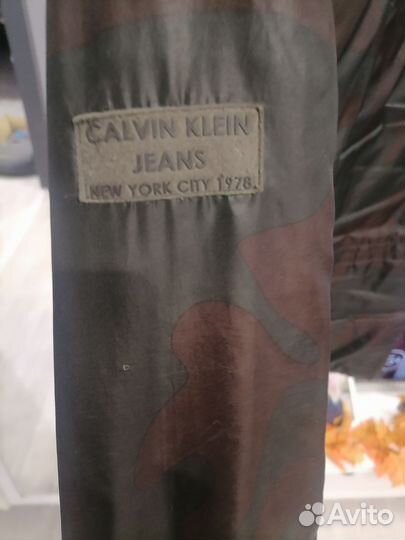 CALVIN KLEIN
JEANS
NEW YORK CITY 1978.
Avito